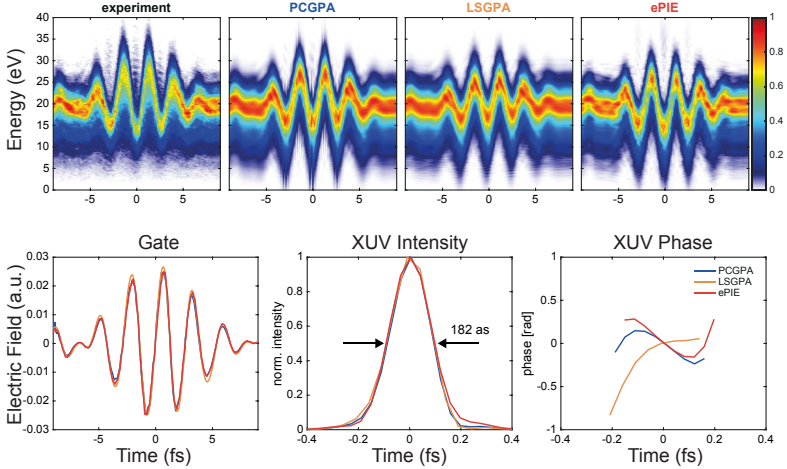 experiment PCGPA LSGPA ePIE
Energy (eV)
40
35
30
25
20
15
10
5
0
-5 0 5
-5 0 5
-5 0 5
-5 0 5
1
0.8
0.6
0.4
0.2
0
Gate XUV Intensity XUV Phase
Electric Field (a.u.)
0.03
0.02
0.01
0
-0.01
-0.02
-0.03
-5 0 5
Time (fs)
norm. intensity
1
0.8
0.6
0.4
0.2
0
182 as
-0.4 -0.2 0 0.2 0.4
Time (fs)
phase [rad]
1
0.5
0
-0.5
-1
PCGPA
LSGPA
ePIE
-0.4 -0.2 0 0.2 0.4
Time (fs)